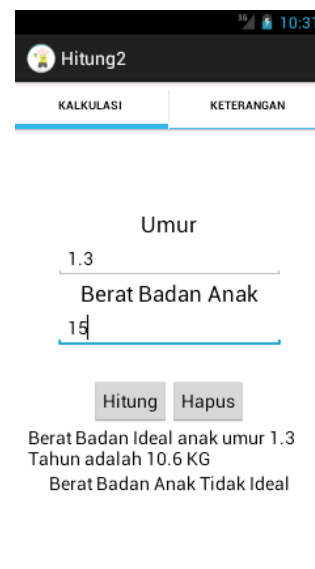 3G 10:31
Hitung2
KALKULASI KETERANGAN
Umur
1.3
Berat Badan Anak
15
Hitung Hapus
Berat Badan Ideal anak umur 1.3
Tahun adalah 10.6 KG
Berat Badan Anak Tidak Ideal